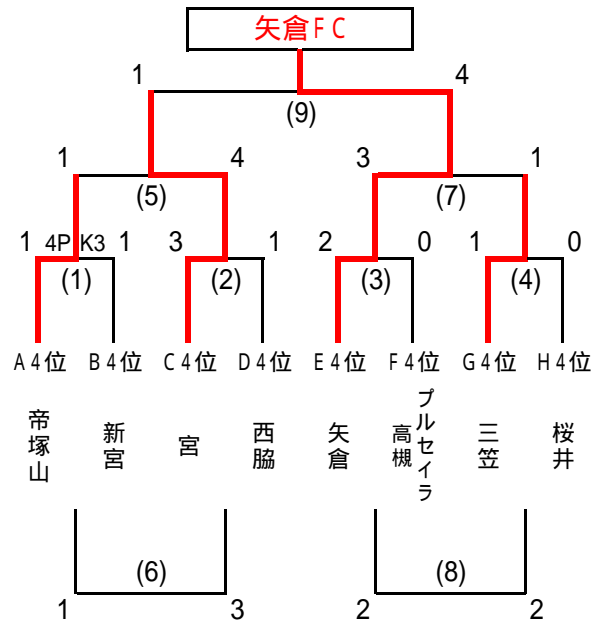 矢倉FC
1 4
(9)
1 4 3 1
(5) (7)
1 4PK3 1 3 1 2 0 1 0
(1) (2) (3) (4)
A4位 B4位 C4位 D4位 E4位 F4位 G4位 H4位
帝塚山
新宮
宮
西脇
矢倉
高槻
プルセイラ
三笠
桜井
(6) (8)
1 3 2 2